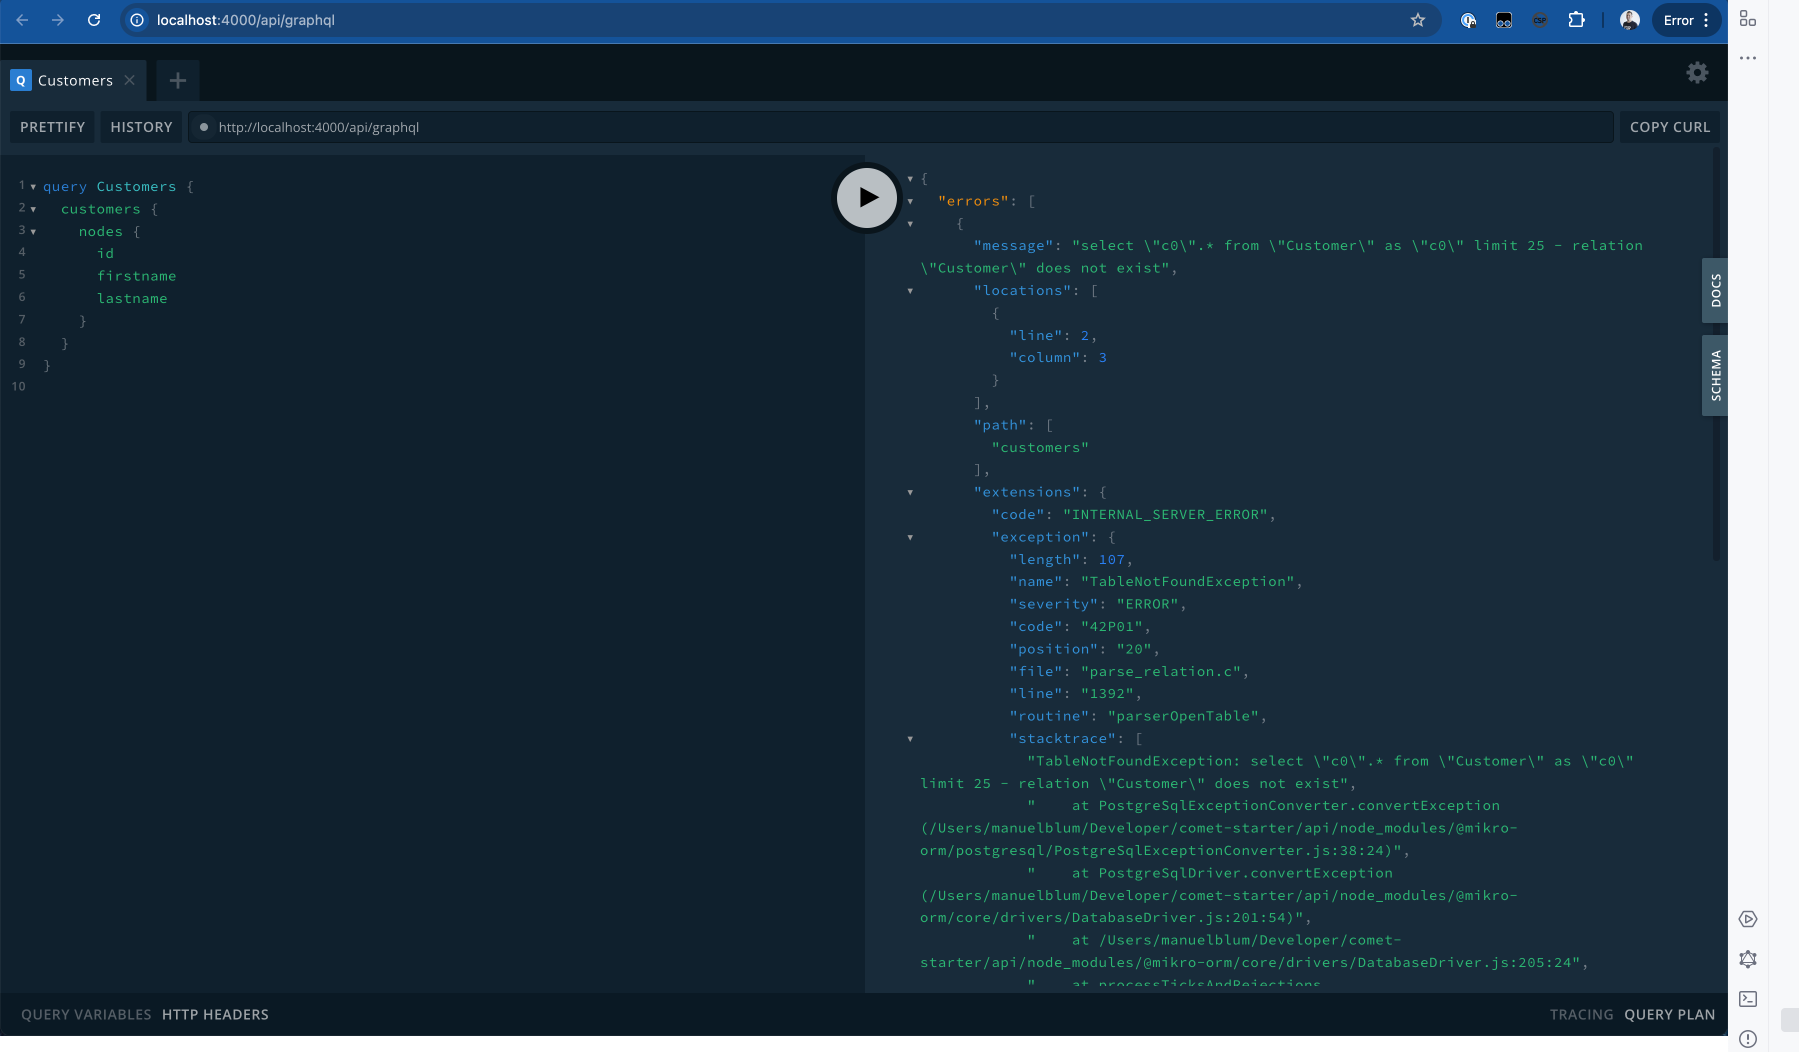 localhost:4000/api/graphql
CSP
Error
Q Customers
PRETTIFY
HISTORY
http://localhost:4000/api/graphql
COPY CURL
1 query Customers {
2 customers {
3 nodes {
4 id
5 firstname
6 lastname
7 }
8 }
9 }
10
{
"errors": [
{
"message": "select \"c0\".* from \"Customer\" as \"c0\" limit 25 - relation
\"Customer\" does not exist",
"locations": [
{
"line": 2,
"column": 3
}
],
"path": [
"customers"
],
"extensions": {
"code": "INTERNAL_SERVER_ERROR",
"exception": {
"length": 107,
"name": "TableNotFoundException",
"severity": "ERROR",
"code": "42P01",
"position": "20",
"file": "parse_relation.c",
"line": "1392",
"routine": "parserOpenTable",
"stacktrace": [
"TableNotFoundException: select \"c0\".* from \"Customer\" as \"c0\"
limit 25 - relation \"Customer\" does not exist",
"    at PostgreSqlExceptionConverter.convertException
(/Users/manuelblum/Developer/comet-starter/api/node_modules/@mikro-
orm/postgresql/PostgreSqlExceptionConverter.js:38:24)",
"    at PostgreSqlDriver.convertException
(/Users/manuelblum/Developer/comet-starter/api/node_modules/@mikro-
orm/core/drivers/DatabaseDriver.js:201:54)",
"    at /Users/manuelblum/Developer/comet-
starter/api/node_modules/@mikro-orm/core/drivers/DatabaseDriver.js:205:24",
"    at processTicksAndRejections
DOCS
SCHEMA
QUERY VARIABLES
HTTP HEADERS
TRACING
QUERY PLAN